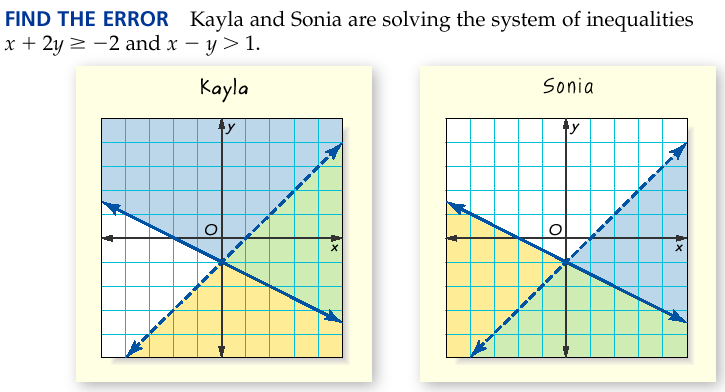 FIND THE ERROR Kayla and Sonia are solving the system of inequalities
x + 2y ≥ −2 and x − y > 1.
Kayla
Sonia
y
y
O
O
x
x